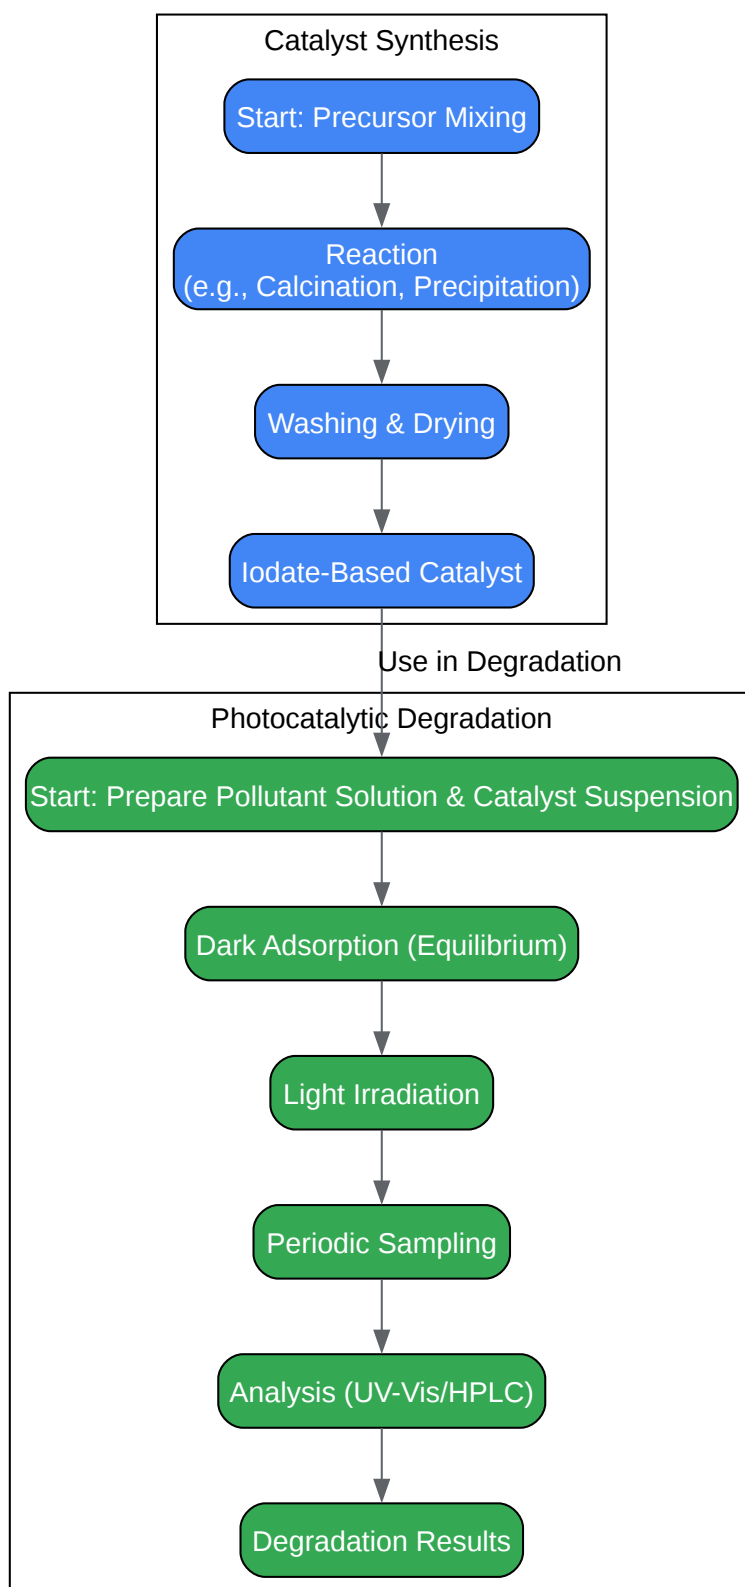 Catalyst Synthesis
Start: Precursor Mixing
Reaction
(e.g., Calcination, Precipitation)
Washing & Drying
Iodate-Based Catalyst
Use in Degradation
Photocatalytic Degradation
Start: Prepare Pollutant Solution & Catalyst Suspension
Dark Adsorption (Equilibrium)
Light Irradiation
Periodic Sampling
Analysis (UV-Vis/HPLC)
Degradation Results